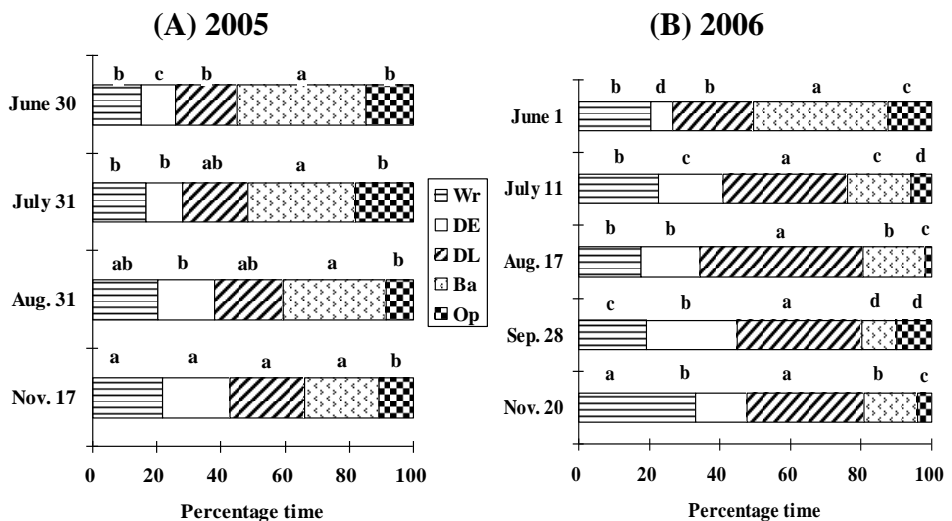 (A) 2005
b c b a b
June 30
b b ab a b
July 31
ab b ab a b
Aug. 31
a a a a b
Nov. 17
0 20 40 60 80 100
Percentage time
Wr
DE
DL
Ba
Op
(B) 2006
b d b a c
June 1
b c a c d
July 11
b b a b c
Aug. 17
c b a d d
Sep. 28
a b a b c
Nov. 20
0 20 40 60 80 100
Percentage time